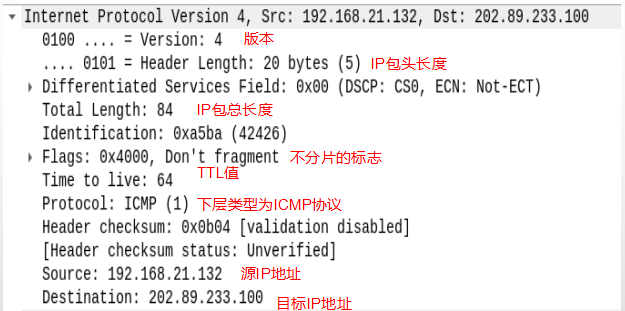 Internet Protocol Version 4, Src: 192.168.21.132, Dst: 202.89.233.100
0100 .... = Version: 4 版本
.... 0101 = Header Length: 20 bytes (5) IP包头长度
Differentiated Services Field: 0x00 (DSCP: CS0, ECN: Not-ECT)
Total Length: 84 IP包总长度
Identification: 0xa5ba (42426)
Flags: 0x4000, Don't fragment 不分片的标志
Time to live: 64 TTL值
Protocol: ICMP (1) 下层类型为ICMP协议
Header checksum: 0x0b04 [validation disabled]
[Header checksum status: Unverified]
Source: 192.168.21.132 源IP地址
Destination: 202.89.233.100 目标IP地址